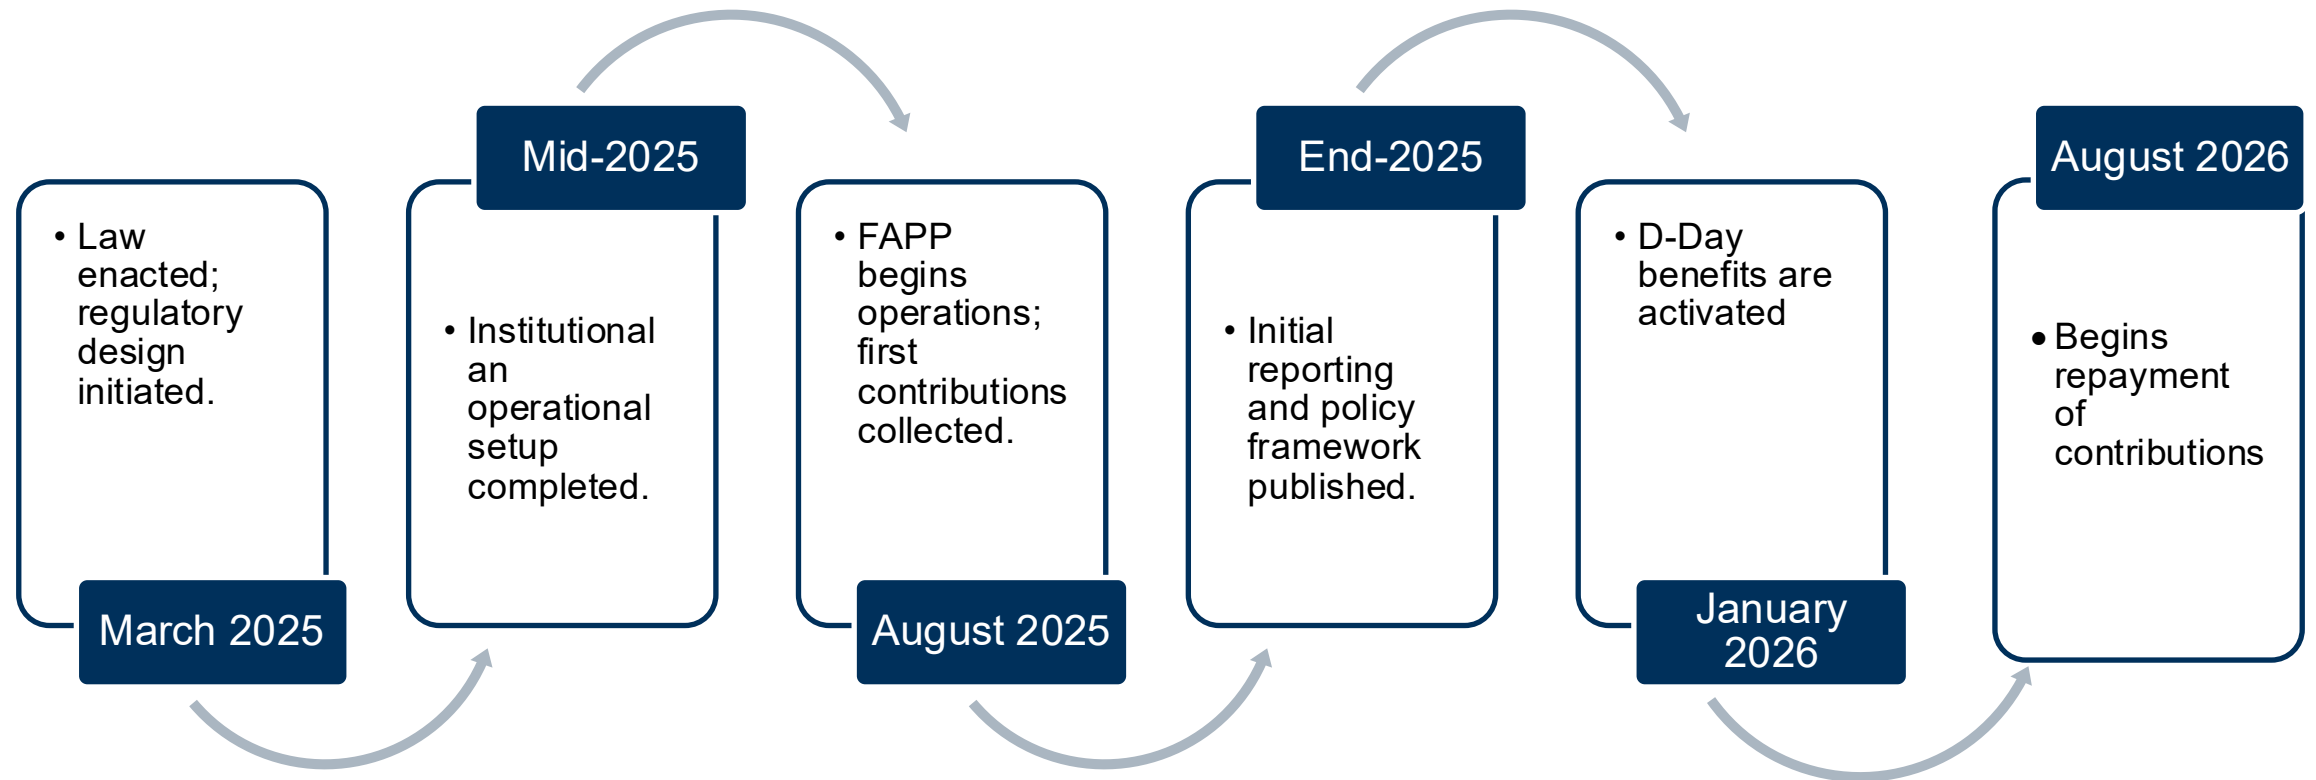 • Law
enacted;
regulatory
design
initiated.
March 2025
Mid-2025
• Institutional
an
operational
setup
completed.
• FAPP
begins
operations;
first
contributions
collected.
August 2025
End-2025
• Initial
reporting
and policy
framework
published.
• D-Day
benefits are
activated
January
2026
August 2026
• Begins
repayment
of
contributions